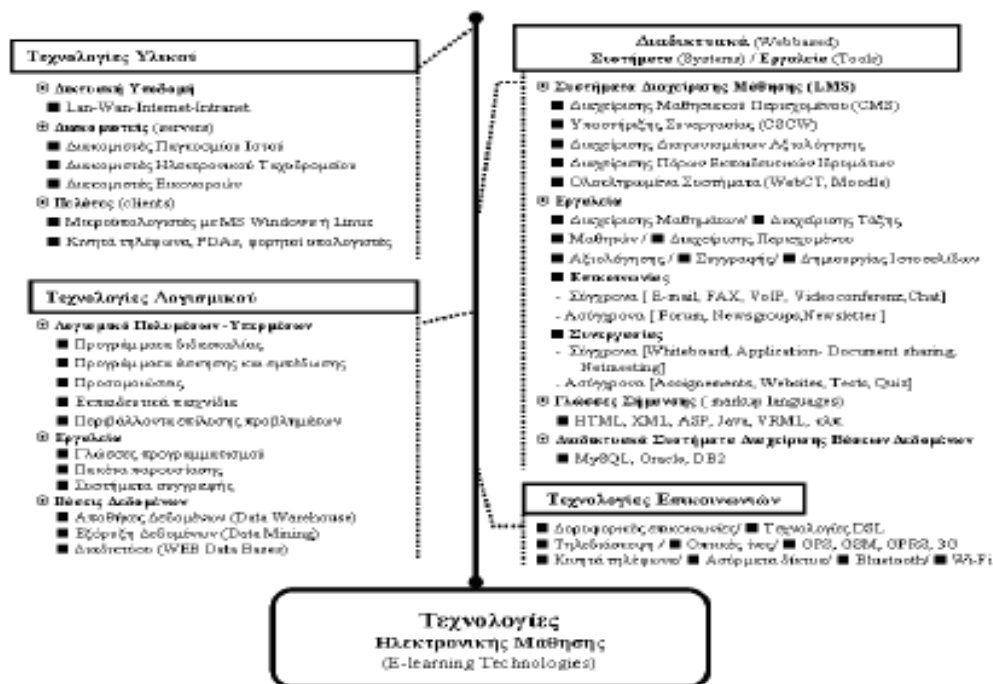 Τεχνολογίες Υλικού
Δικτυακή Υποδομή
Lan-Wan-Internet-Intranet
Διακομιστές (servers)
Διακομιστές Παγκοσμίου Ιστού
Διακομιστές Ηλεκτρονικού Ταχυδρομείου
Διακομιστές Εικονοροών
Πελάτες (clients)
Μικροϋπολογιστές με MS Windows ή Linux
Κινητά τηλέφωνα, PDAs, φορητοί υπολογιστές
Τεχνολογίες Λογισμικού
Λογισμικό Πολυμέσων-Υπερμέσων
Προγράμματα διδασκαλίας
Προγράμματα άσκησης και εμπέδωσης
Προσομοιώσεις
Εκπαιδευτικά παιχνίδια
Περιβάλλοντα επίλυσης προβλημάτων
Εργαλεία
Γλώσσες προγραμματισμού
Πακέτα παρουσίασης
Συστήματα συγγραφής
Βάσεις Δεδομένων
Αποθήκες Δεδομένων (Data Warehouse)
Εξόρυξη Δεδομένων (Data Mining)
Διαδικτύου (WEB Data Bases)
Διαδικτυακά (Webbased)
Συστήματα (Systems) / Εργαλεία (Tools)
Συστήματα Διαχείρισης Μάθησης (LMS)
Διαχείρισης Μαθησιακού Περιεχομένου (CMS)
Υποστήριξης Συνεργασίας (CSCW)
Διαχείρισης Διαγωνισμάτων Αξιολόγησης
Διαχείρισης Πόρων Εκπαιδευτικών Ιδρυμάτων
Ολοκληρωμένα Συστήματα (WebCT, Moodle)
Εργαλεία
Διαχείρισης Μαθημάτων/ Διαχείρισης Τάξης
Μαθητών / Διαχείρισης Περιεχομένου
Αξιολόγησης / Συγγραφής/ Δημιουργίας Ιστοσελίδων
Επικοινωνίας
- Σύγχρονα [ E-mail, FAX, VoIP, Videoconferenz,Chat]
- Ασύγχρονα [ Forum, Newsgroups,Newsletter ]
Συνεργασίας
- Σύγχρονα [Whiteboard, Application- Document sharing, Netmeeting]
- Ασύγχρονα [Assignements, Websites, Tests, Quiz]
Γλώσσες Σήμανσης ( markup languages)
HTML, XML, ASP, Java, VRML, κλπ.
Διαδικτυακά Συστήματα Διαχείρισης Βάσεων Δεδομένων
MySQL, Oracle, DB2
Τεχνολογίες Επικοινωνιών
Δορυφορικές επικοινωνίες/ Τεχνολογίες DSL
Τηλεδιάσκεψη / Οπτικές ίνες/ GPS, GSM, GPRS, 3G
Κινητά τηλέφωνα/ Ασύρματα δίκτυα/ Bluetooth/ Wi-Fi
Τεχνολογίες
Ηλεκτρονικής Μάθησης
(E-learning Technologies)